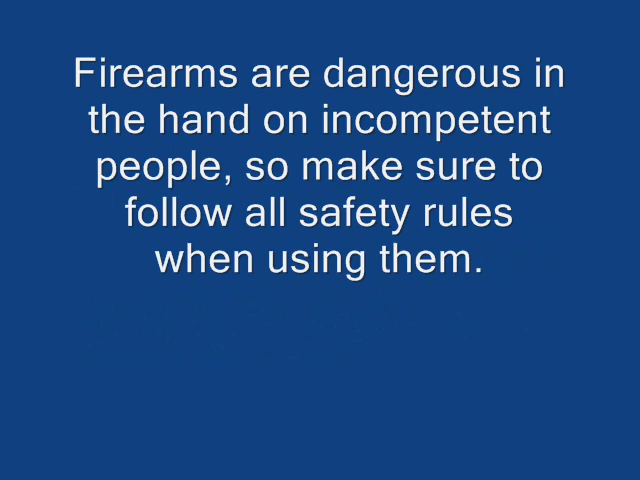 Firearms are dangerous in
the hand on incompetent
people, so make sure to
follow all safety rules
when using them.